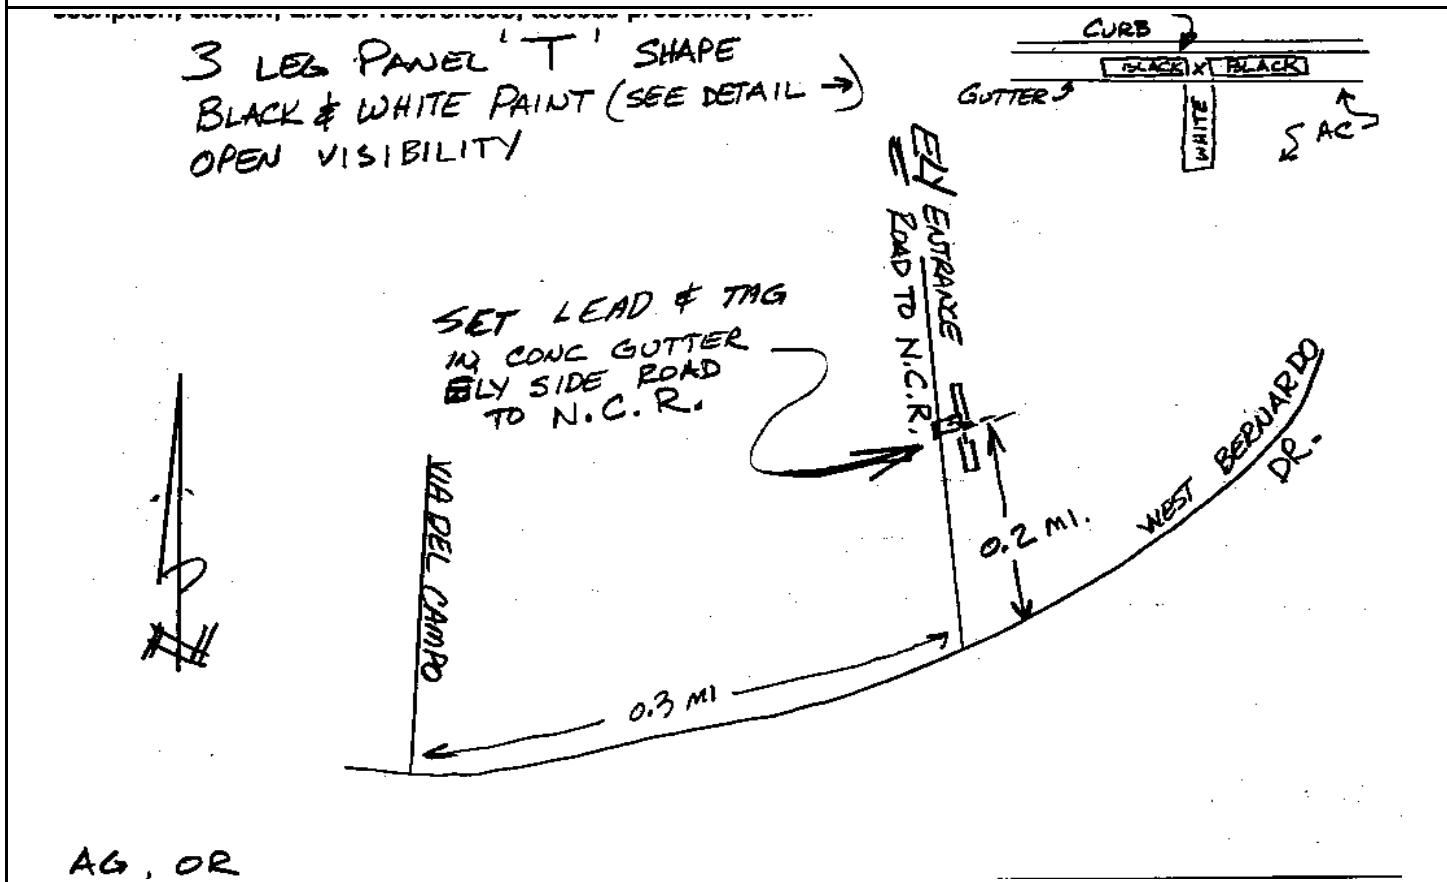 3 LEG PANEL 'T' SHAPE
BLACK & WHITE PAINT (SEE DETAIL →)
OPEN VISIBILITY
CURB
BLACK X BLACK
GUTTER
WHITE
AC
ELY ENTRANCE
ROAD TO N.C.R.
SET LEAD & TAG
IN CONC GUTTER
ELY SIDE ROAD
TO N.C.R.
VIA DEL CAMPO
WEST BERNARDO
DR.
0.2 MI.
0.3 MI
N
AG, OR